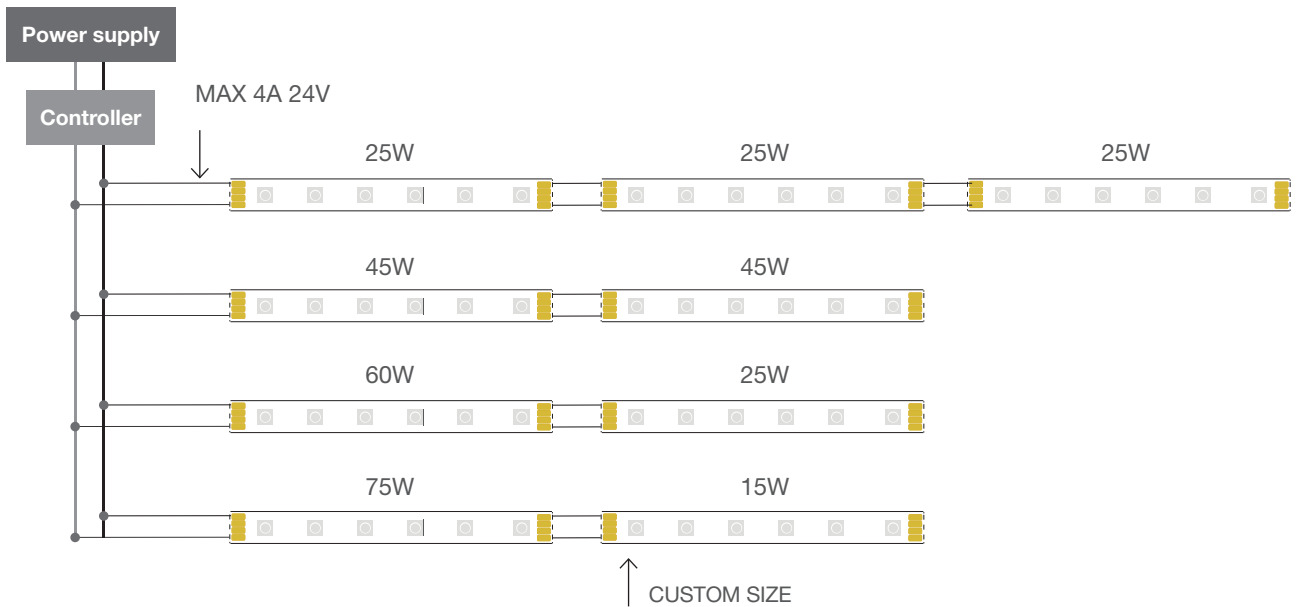 Power supply
Controller
MAX 4A 24V
25W 25W 25W
45W 45W
60W 25W
75W 15W
CUSTOM SIZE